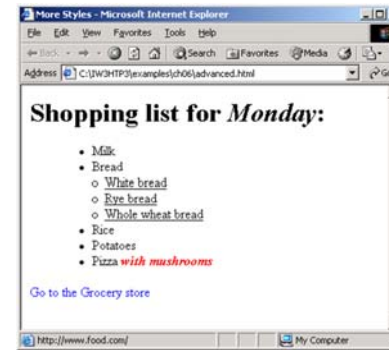 More Styles - Microsoft Internet Explorer
File Edit View Favorites Tools Help
Back Search Favorites Media
Address C:\IW3HTP3\examples\ch06\advanced.html Go
Shopping list for Monday:
• Milk
• Bread
o White bread
o Rye bread
o Whole wheat bread
• Rice
• Potatoes
• Pizza with mushrooms
Go to the Grocery store
http://www.food.com/ My Computer